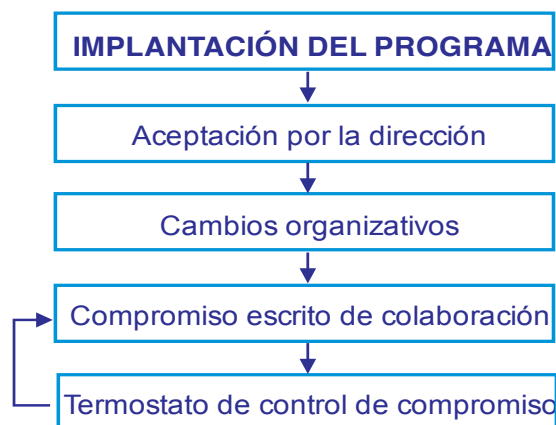 IMPLANTACIÓN DEL PROGRAMA
Aceptación por la dirección
Cambios organizativos
Compromiso escrito de colaboración
Termostato de control de compromiso